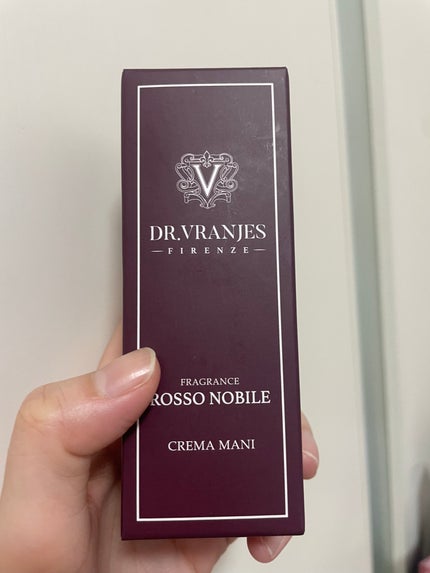 V
DR.VRANJES
FIRENZE
FRAGRANCE
ROSSO NOBILE
CREMA MANI